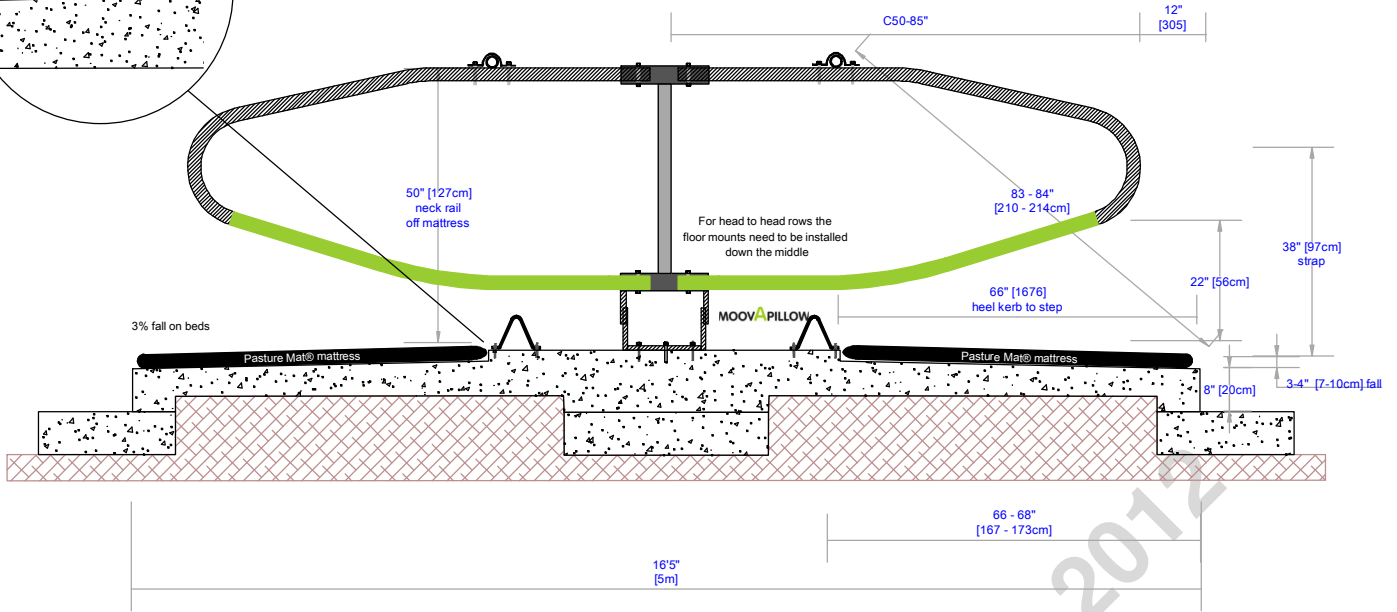 12"
[305]
C50-85"
50" [127cm]
neck rail
off mattress
83 - 84"
[210 - 214cm]
For head to head rows the
floor mounts need to be installed
down the middle
38" [97cm]
strap
22" [56cm]
66" [1676]
heel kerb to step
MOOVAPILLOW
3% fall on beds
Pasture Mat® mattress
Pasture Mat® mattress
8" [20cm]
3-4" [7-10cm] fall
66 - 68"
[167 - 173cm]
16'5"
[5m]
2012